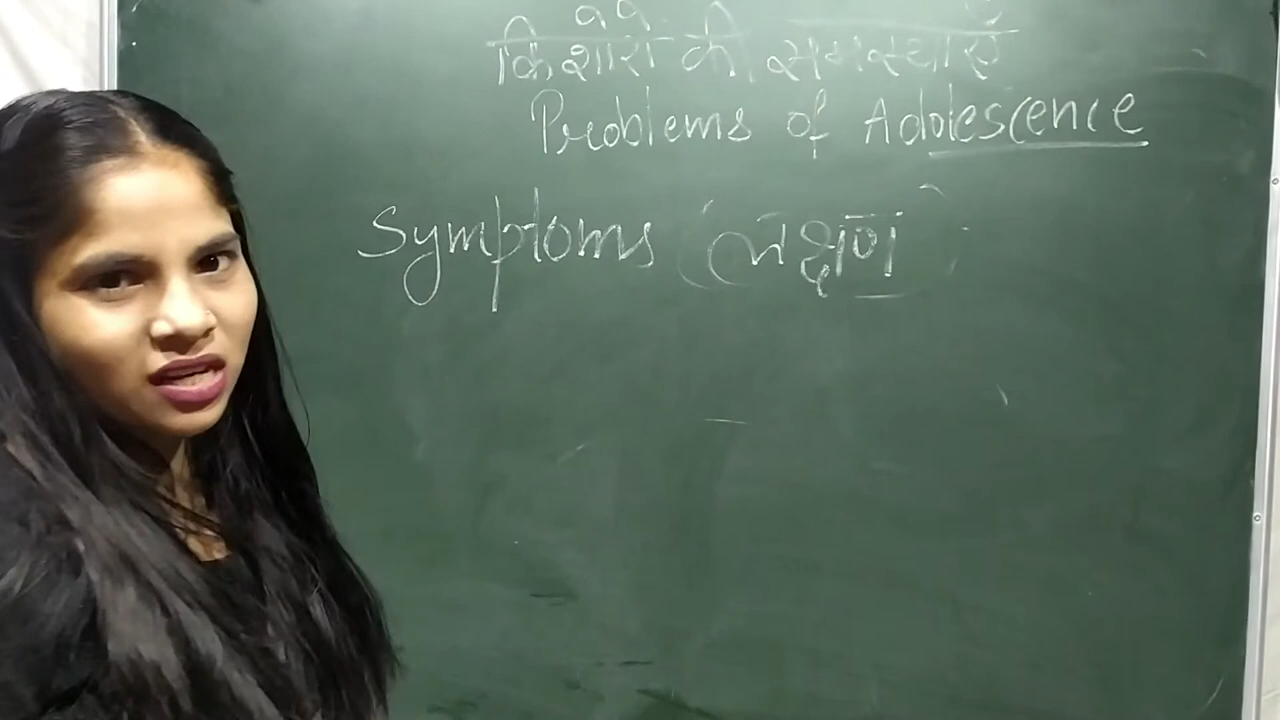 किशोरों की समस्याएँ
Problems of Adolescence
Symptoms (लक्षण)